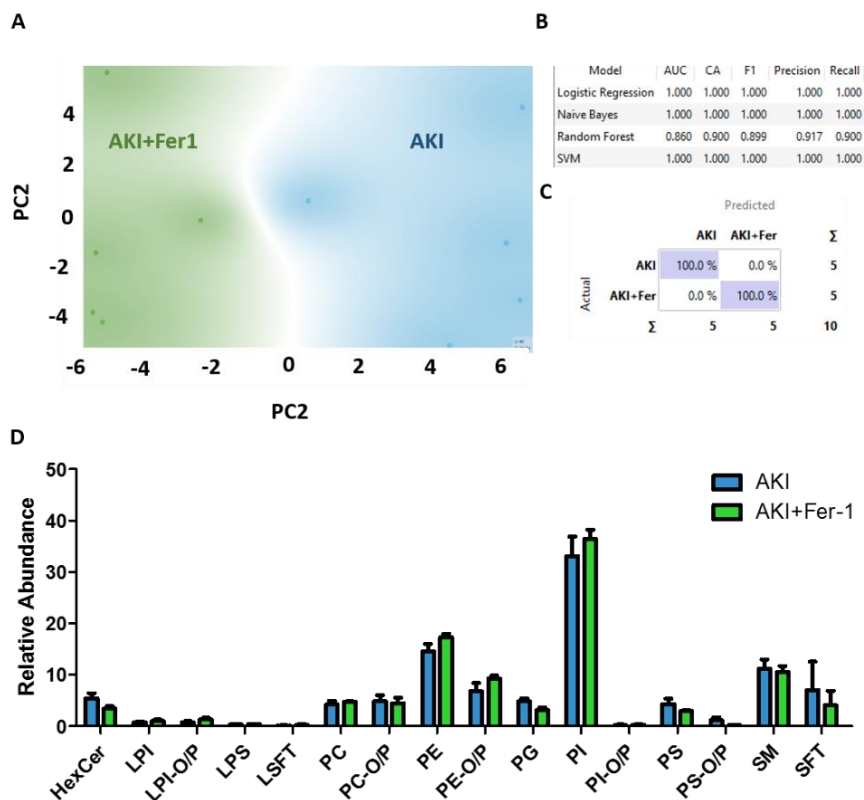 A
AKI+Fer1
AKI
4
2
0
-2
-4
PC2
-6
-4
-2
0
2
4
6
PC2
B
Model AUC CA F1 Precision Recall
Logistic Regression 1.000 1.000 1.000 1.000 1.000
Naive Bayes 1.000 1.000 1.000 1.000 1.000
Random Forest 0.860 0.900 0.899 0.917 0.900
SVM 1.000 1.000 1.000 1.000 1.000
C
Predicted
AKI AKI+Fer Σ
Actual
AKI 100.0 % 0.0 % 5
AKI+Fer 0.0 % 100.0 % 5
Σ 5 5 10
D
50
40
30
20
10
0
Relative Abundance
AKI
AKI+Fer-1
HexCer
LPI
LPI-O/P
LPS
LSFT
PC
PC-O/P
PE
PE-O/P
PG
PI
PI-O/P
PS
PS-O/P
SM
SFT